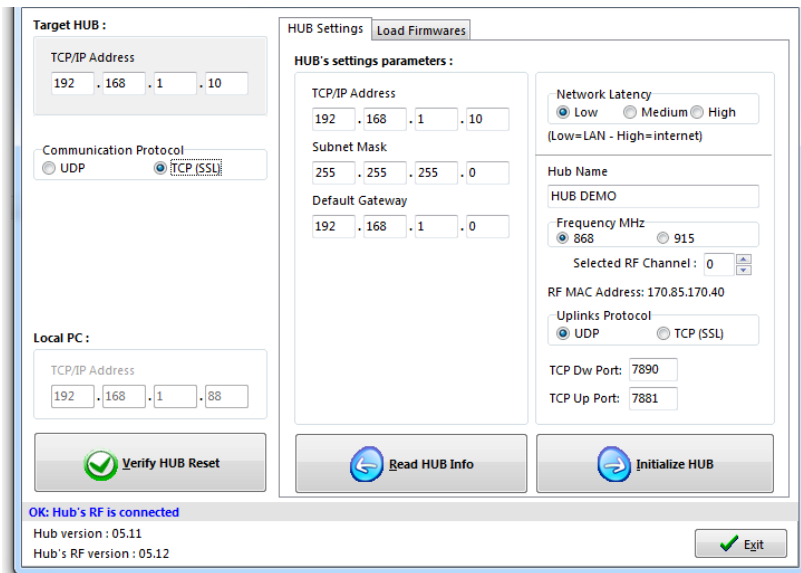 Target HUB :
TCP/IP Address
192 . 168 . 1 . 10
Communication Protocol
UDP TCP (SSL)
Local PC :
TCP/IP Address
192 . 168 . 1 . 88
Verify HUB Reset
HUB Settings Load Firmwares
HUB's settings parameters :
TCP/IP Address
192 . 168 . 1 . 10
Subnet Mask
255 . 255 . 255 . 0
Default Gateway
192 . 168 . 1 . 0
Read HUB Info
Network Latency
Low Medium High
(Low=LAN - High=internet)
Hub Name
HUB DEMO
Frequency MHz
868 915
Selected RF Channel : 0
RF MAC Address: 170.85.170.40
Uplinks Protocol
UDP TCP (SSL)
TCP Dw Port: 7890
TCP Up Port: 7881
Initialize HUB
OK: Hub's RF is connected
Hub version : 05.11
Hub's RF version : 05.12
Exit